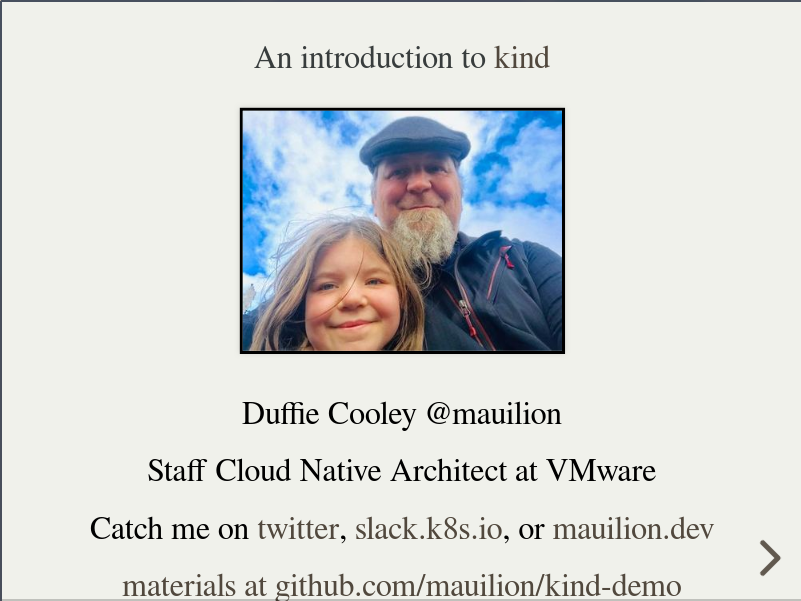 An introduction to kind
Duffie Cooley @mauilion
Staff Cloud Native Architect at VMware
Catch me on twitter, slack.k8s.io, or mauilion.dev
materials at github.com/mauilion/kind-demo